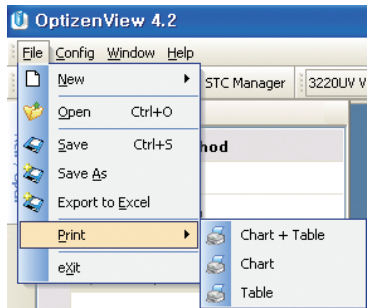 OptizenView 4.2
File Config Window Help
New STC Manager 3220UV V
Open Ctrl+O
Save Ctrl+S hod
Save As
Export to Excel
Print Chart + Table
eXit Chart
Table